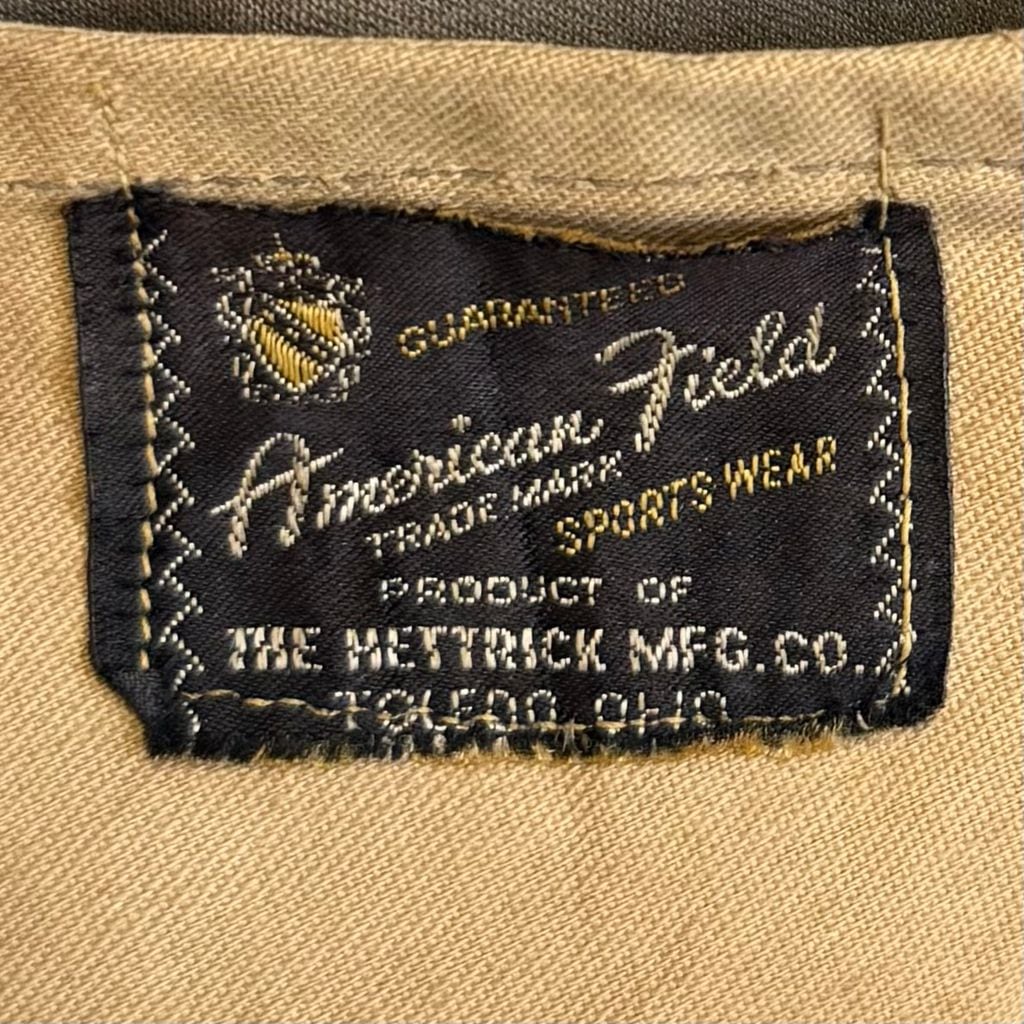 GUARANTEED
American Field
TRADE MARK
SPORTS WEAR
PRODUCT OF
THE HETTRICK MFG. CO.,
TOLEDO, OHIO